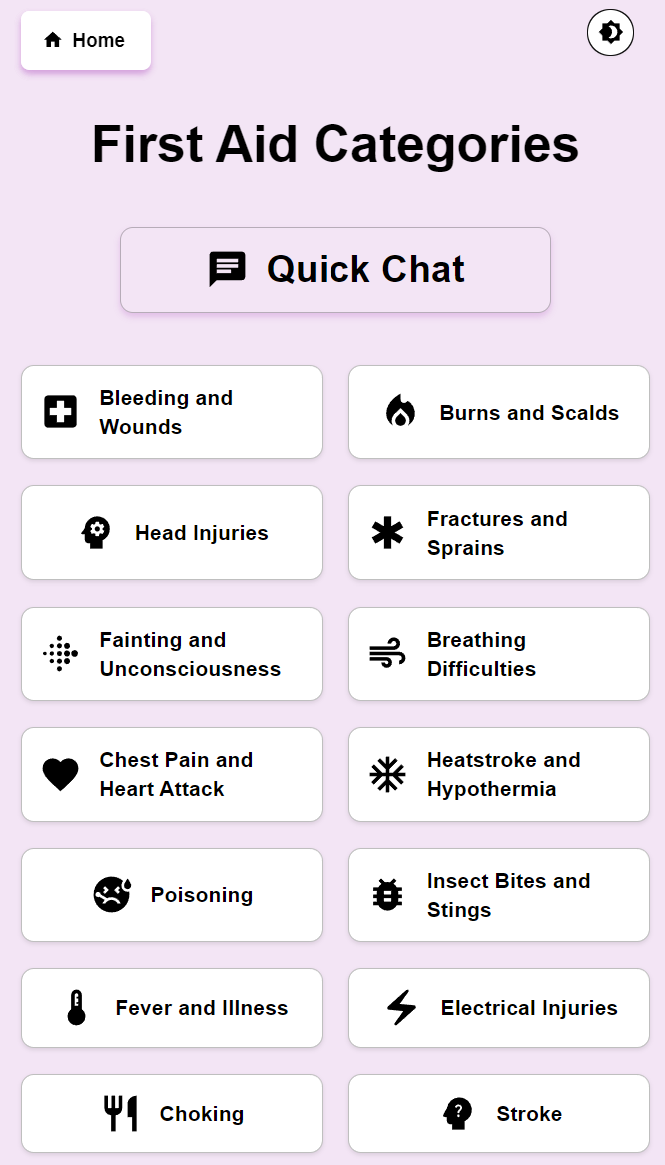 Home
First Aid Categories
Quick Chat
Bleeding and
Wounds
Burns and Scalds
Head Injuries
Fractures and
Sprains
Fainting and
Unconsciousness
Breathing
Difficulties
Chest Pain and
Heart Attack
Heatstroke and
Hypothermia
Poisoning
Insect Bites and
Stings
Fever and Illness
Electrical Injuries
Choking
Stroke